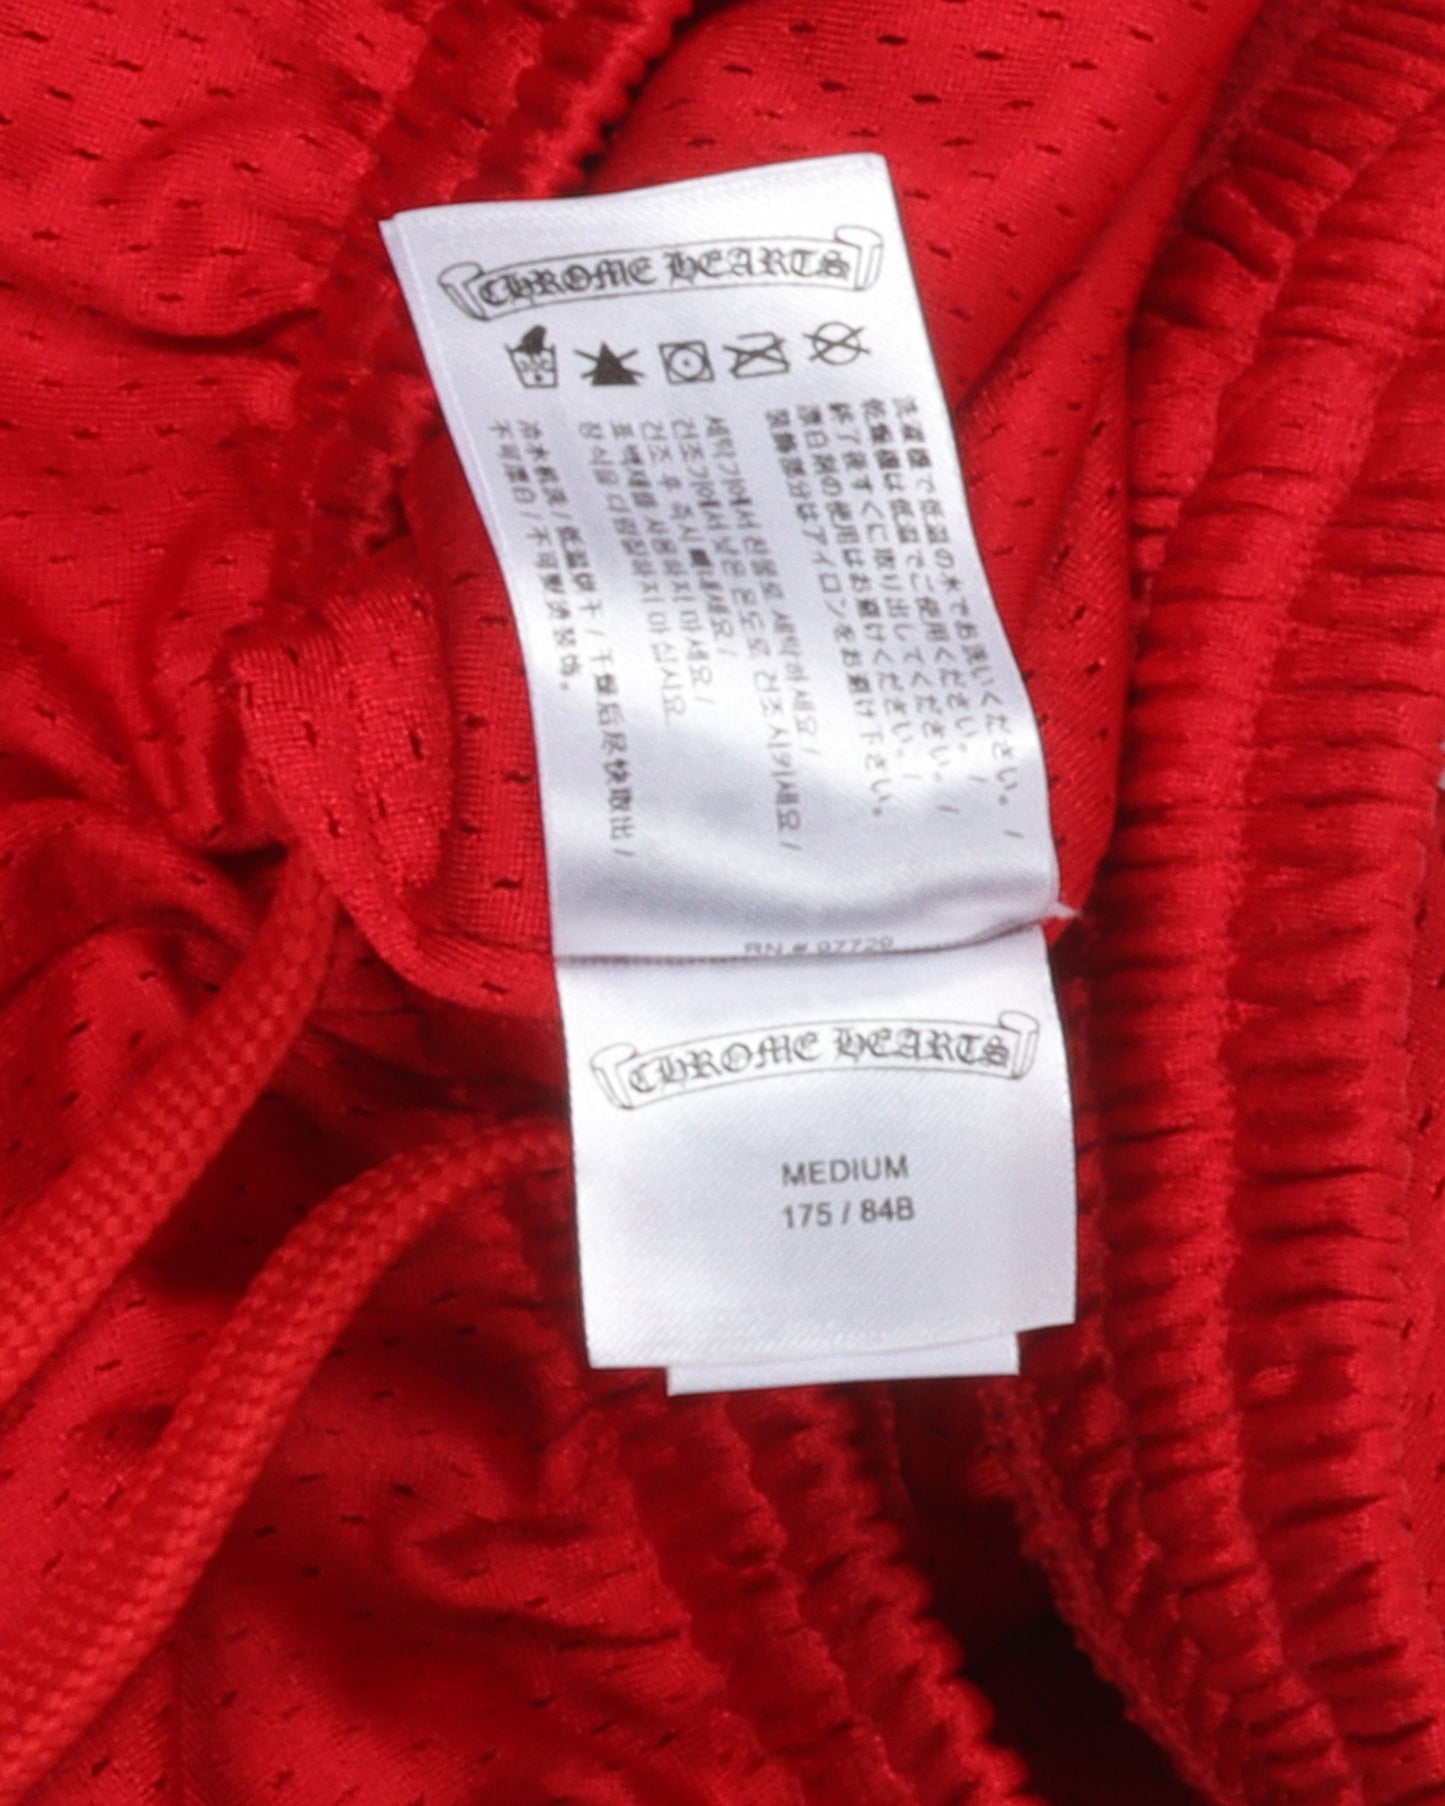 CHROME HEARTS
洗濯機で低温の水でお洗いください。 /
乾燥機は低温でご使用ください。 /
終了後すぐに取り出してください。 /
漂白剤の使用はお避けください。
装飾部分はアイロンをお避け下さい。
세탁기에서 찬물로 세탁하세요 /
건조기에서 낮은 온도로 건조시키세요 /
건조 후 즉시 꺼내세요 /
표백제를 사용하지 마세요 /
장식을 다림질하지 마십시오
冷水机洗 / 低温烘干 / 干燥后尽快取出 /
不可漂白 / 不可熨烫装饰。
RN # 97720
CHROME HEARTS
MEDIUM
175 / 84B